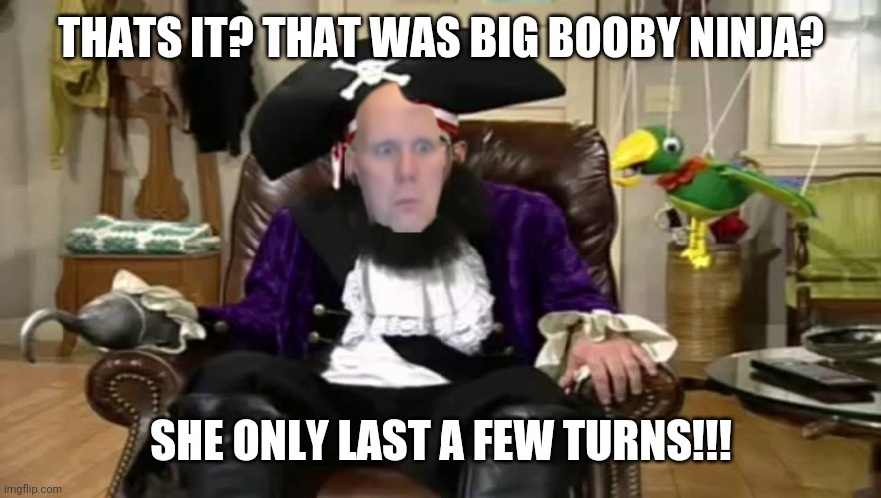 THATS IT? THAT WAS BIG BOOBY NINJA?
SHE ONLY LAST A FEW TURNS!!!
imgflip.com